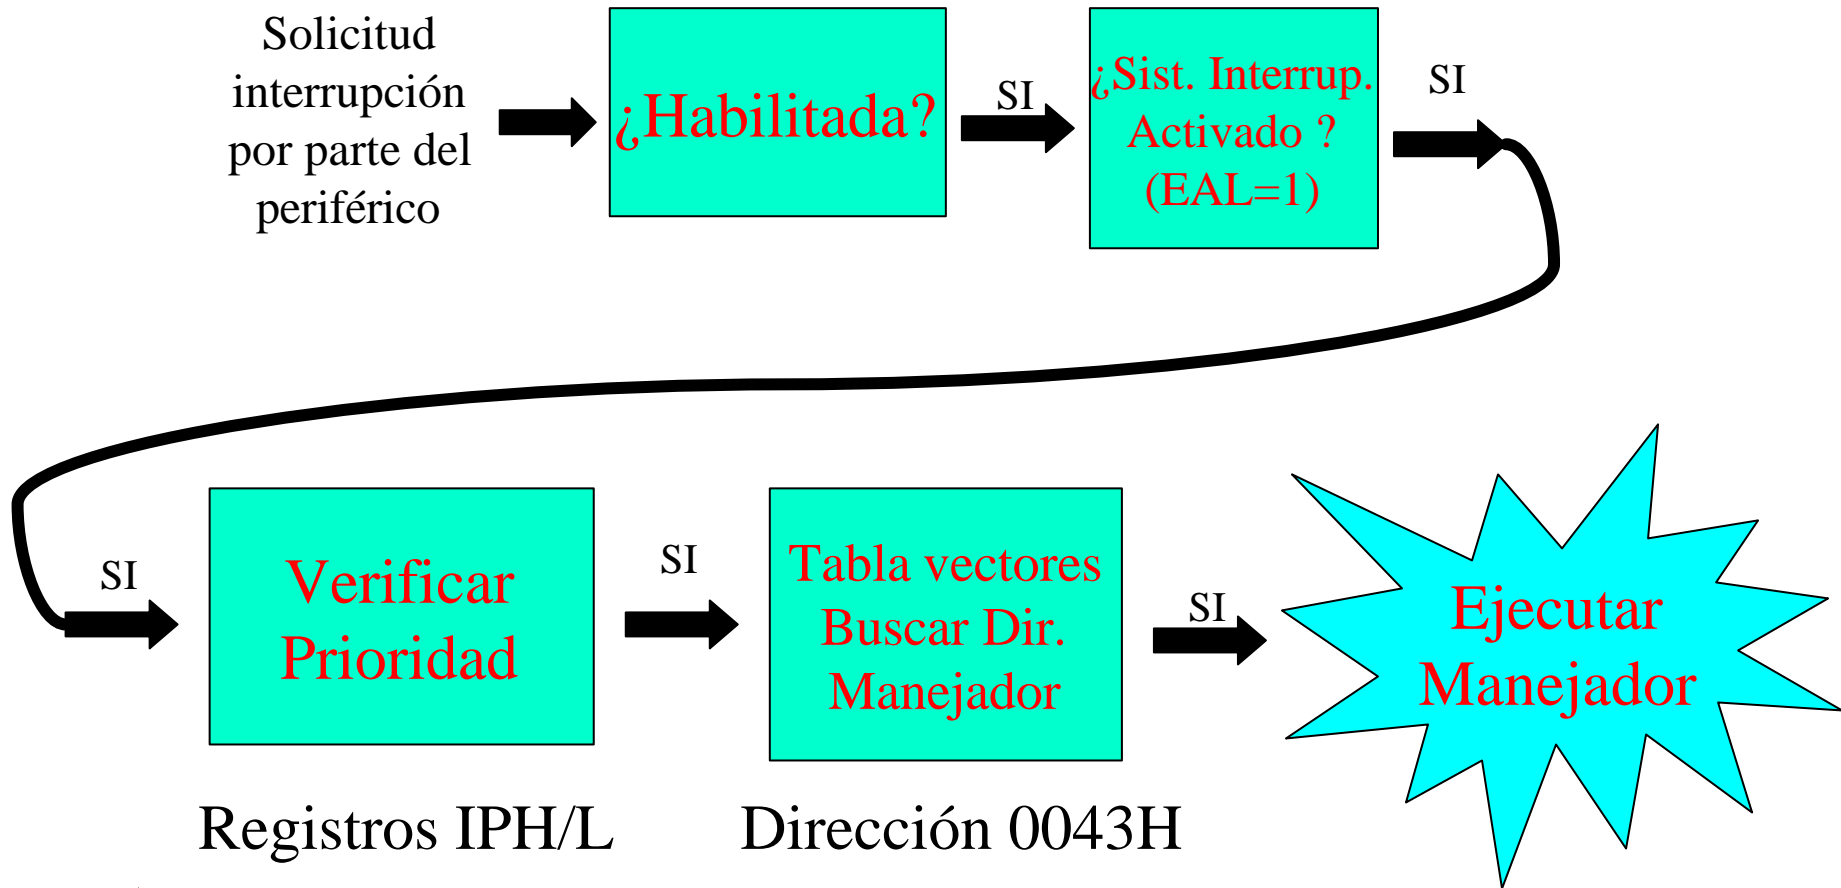 Solicitud
interrupción
por parte del
periférico
¿Habilitada?
SI
¿Sist. Interrup.
Activado ?
(EAL=1)
SI
SI
Verificar
Prioridad
SI
Tabla vectores
Buscar Dir.
Manejador
SI
Ejecutar
Manejador
Registros IPH/L
Dirección 0043H